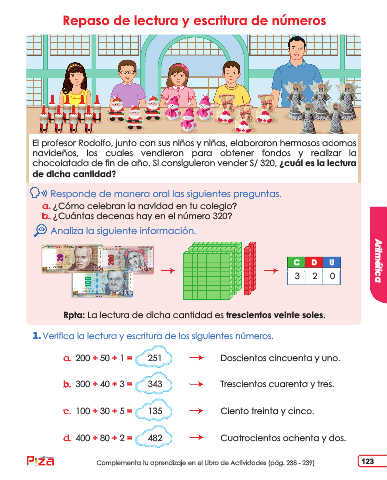 Repaso de lectura y escritura de números
El profesor Rodolfo, junto con sus niños y niñas, elaboraron hermosos adornos
navideños, los cuales vendieron para obtener fondos y realizar la
chocolatada de fin de año. Si consiguieron vender S/ 320, ¿cuál es la lectura
de dicha cantidad?
Responde de manera oral las siguientes preguntas.
a. ¿Cómo celebran la navidad en tu colegio?
b. ¿Cuántas decenas hay en el número 320?
Analiza la siguiente información.
C D U
3 2 0
Rpta: La lectura de dicha cantidad es trescientos veinte soles.
Aritmética
1. Verifica la lectura y escritura de los siguientes números.
a. 200 + 50 + 1 = 251 Doscientos cincuenta y uno.
b. 300 + 40 + 3 = 343 Trescientos cuarenta y tres.
c. 100 + 30 + 5 = 135 Ciento treinta y cinco.
d. 400 + 80 + 2 = 482 Cuatrocientos ochenta y dos.
Complementa tu aprendizaje en el Libro de Actividades (pág. 238 - 239)
123